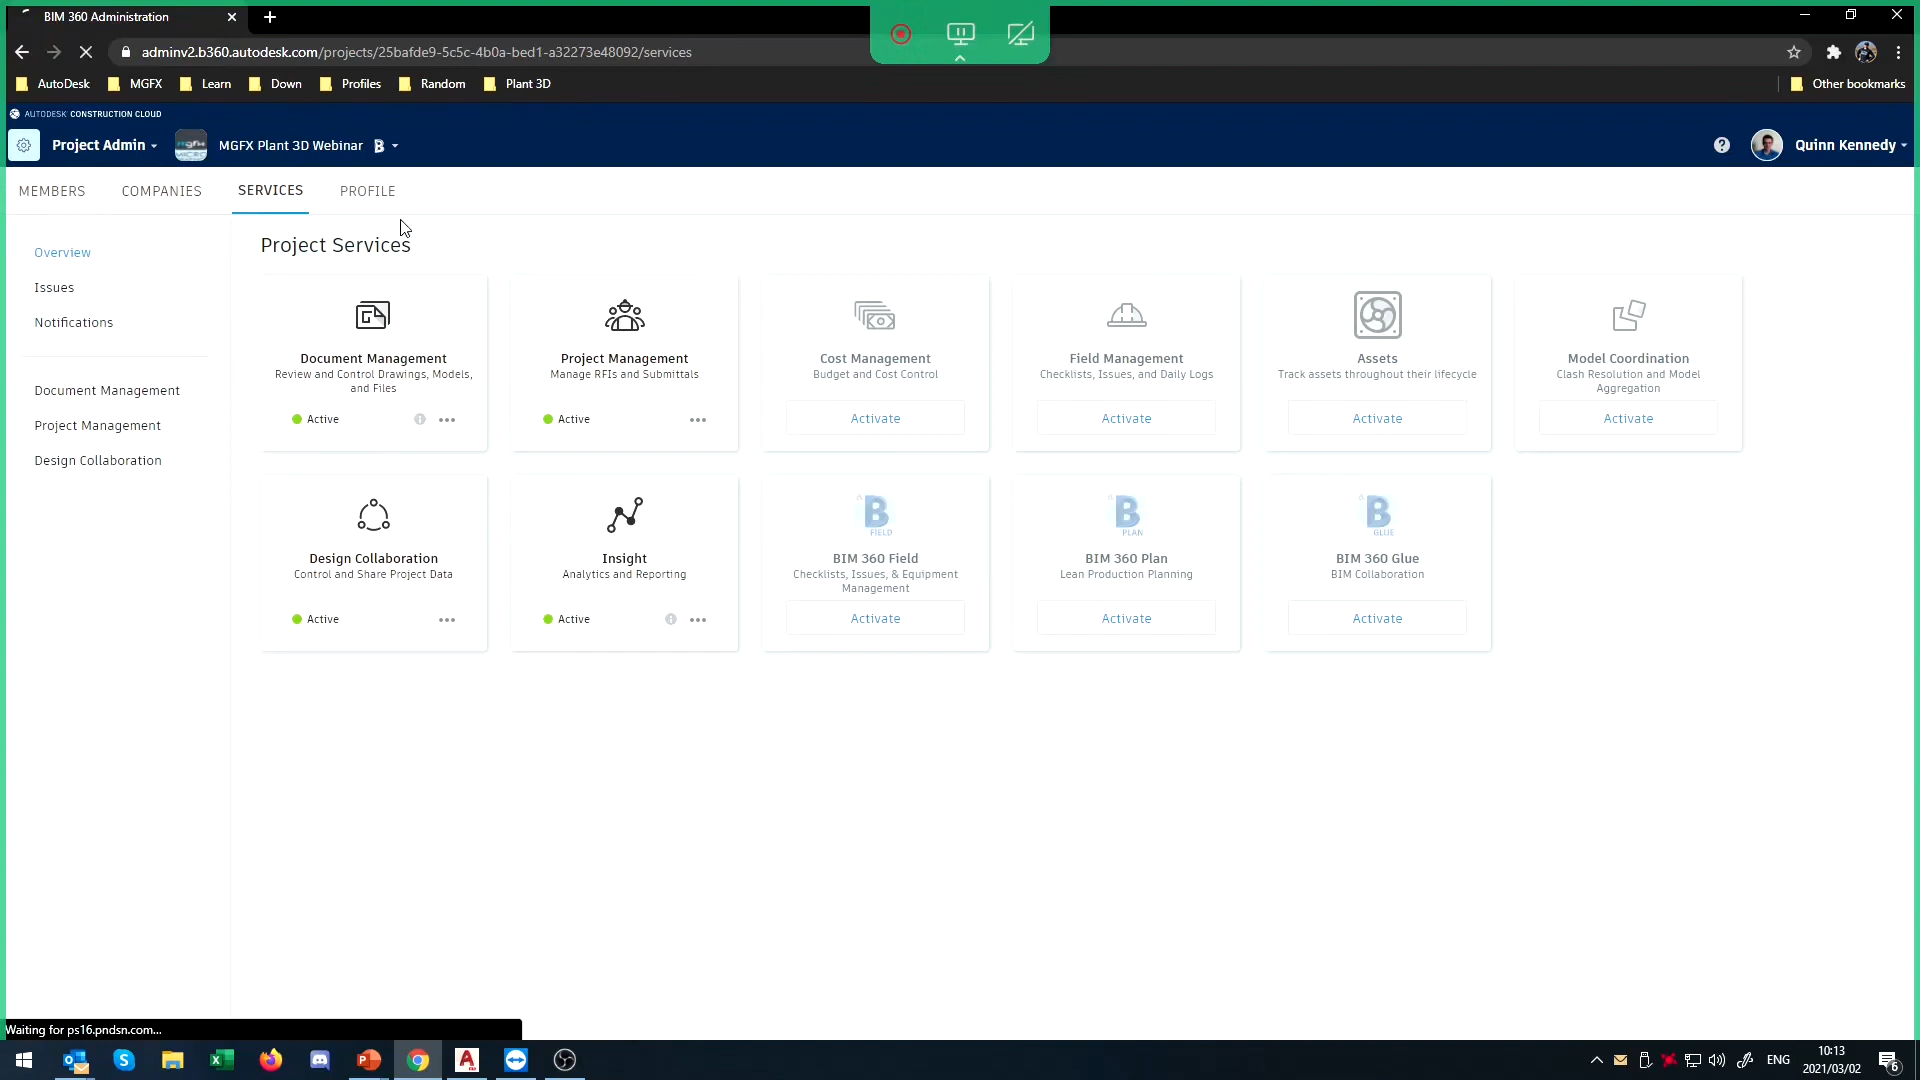 BIM 360 Administration
adminv2.b360.autodesk.com/projects/25bafde9-5c5c-4b0a-bed1-a32273e48092/services
AutoDesk MGFX Learn Down Profiles Random Plant 3D Other bookmarks
AUTODESK CONSTRUCTION CLOUD
Project Admin MGFX Plant 3D Webinar B Quinn Kennedy
MEMBERS COMPANIES SERVICES PROFILE
Overview
Issues
Notifications
Document Management
Project Management
Design Collaboration
Project Services
Document Management
Review and Control Drawings, Models,
and Files
Active
Project Management
Manage RFIs and Submittals
Active
Cost Management
Budget and Cost Control
Activate
Field Management
Checklists, Issues, and Daily Logs
Activate
Assets
Track assets throughout their lifecycle
Activate
Model Coordination
Clash Resolution and Model
Aggregation
Activate
Design Collaboration
Control and Share Project Data
Active
Insight
Analytics and Reporting
Active
B
FIELD
BIM 360 Field
Checklists, Issues, & Equipment
Management
Activate
B
PLAN
BIM 360 Plan
Lean Production Planning
Activate
B
GLUE
BIM 360 Glue
BIM Collaboration
Activate
Waiting for ps16.pndsn.com...
ENG
10:13
2021/03/02
6